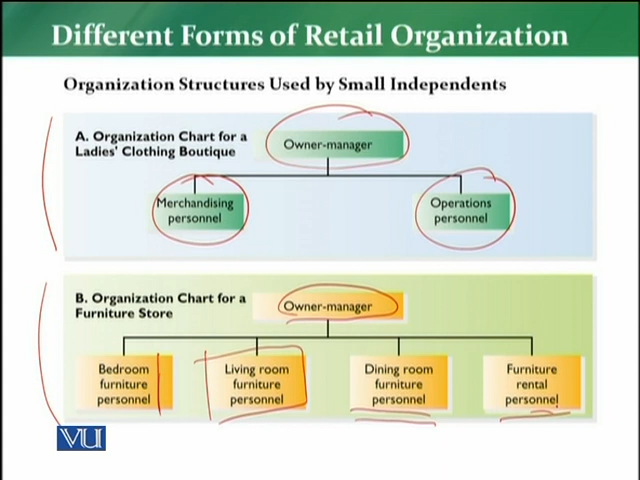 Different Forms of Retail Organization
Organization Structures Used by Small Independents
A. Organization Chart for a
Ladies' Clothing Boutique
Owner-manager
Merchandising
personnel
Operations
personnel
B. Organization Chart for a
Furniture Store
Owner-manager
Bedroom
furniture
personnel
Living room
furniture
personnel
Dining room
furniture
personnel
Furniture
rental
personnel
VU